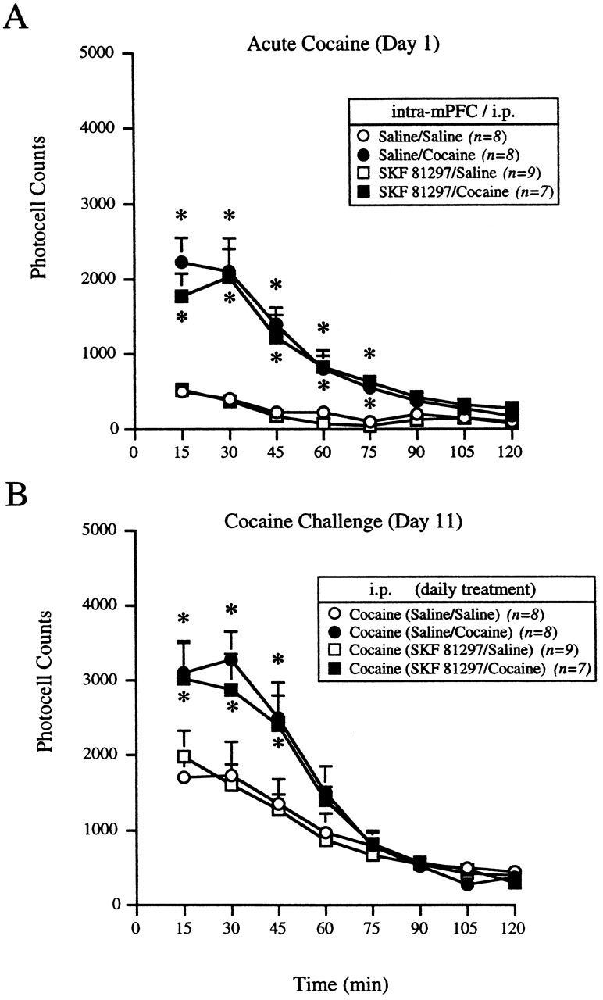 A
Acute Cocaine (Day 1)
5000
4000
3000
2000
1000
0
Photocell Counts
intra-mPFC / i.p.
Saline/Saline (n=8)
Saline/Cocaine (n=8)
SKF 81297/Saline (n=9)
SKF 81297/Cocaine (n=7)
* *
*
* *
* *
* *
*
0 15 30 45 60 75 90 105 120
B
Cocaine Challenge (Day 11)
5000
4000
3000
2000
1000
0
Photocell Counts
i.p. (daily treatment)
Cocaine (Saline/Saline) (n=8)
Cocaine (Saline/Cocaine) (n=8)
Cocaine (SKF 81297/Saline) (n=9)
Cocaine (SKF 81297/Cocaine) (n=7)
* *
*
* *
*
0 15 30 45 60 75 90 105 120
Time (min)